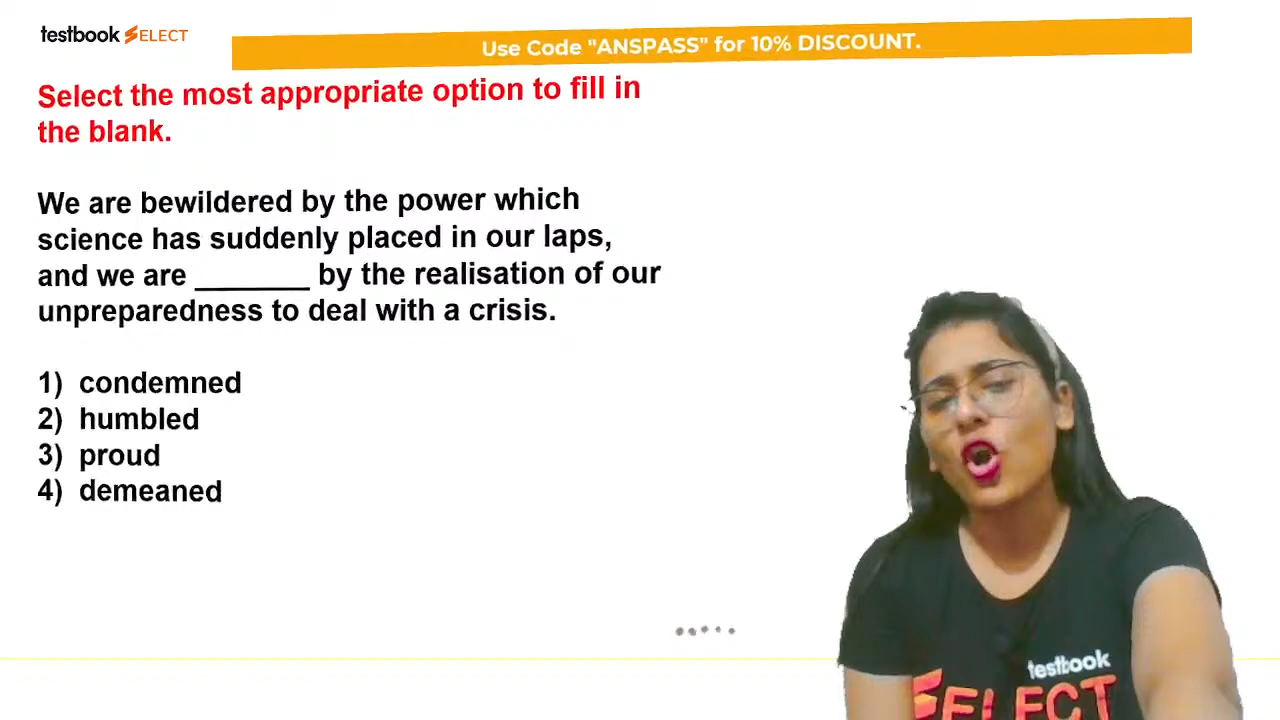 testbook SELECT
Use Code "ANSPASS" for 10% DISCOUNT.
Select the most appropriate option to fill in
the blank.
We are bewildered by the power which
science has suddenly placed in our laps,
and we are _______ by the realisation of our
unpreparedness to deal with a crisis.
1) condemned
2) humbled
3) proud
4) demeaned
testbook
SELECT